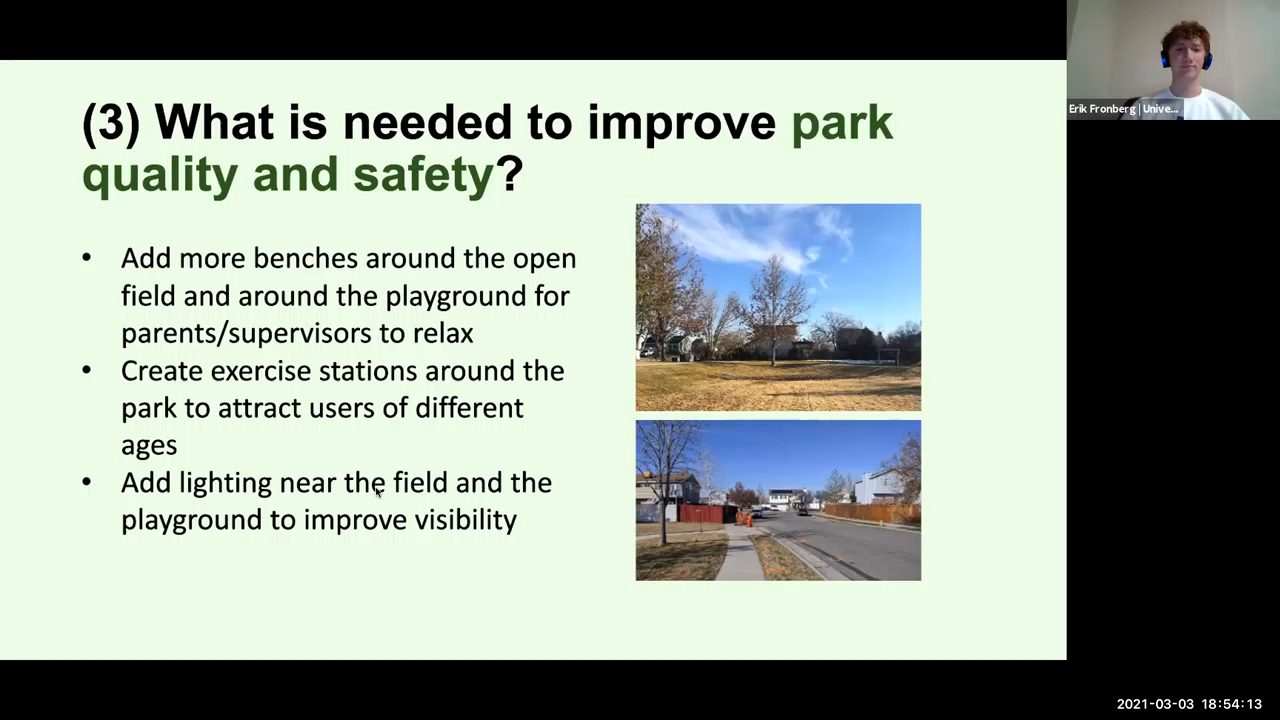 (3) What is needed to improve park
quality and safety?
• Add more benches around the open
field and around the playground for
parents/supervisors to relax
• Create exercise stations around the
park to attract users of different
ages
• Add lighting near the field and the
playground to improve visibility
Erik Fronberg | Unive...
2021-03-03 18:54:13